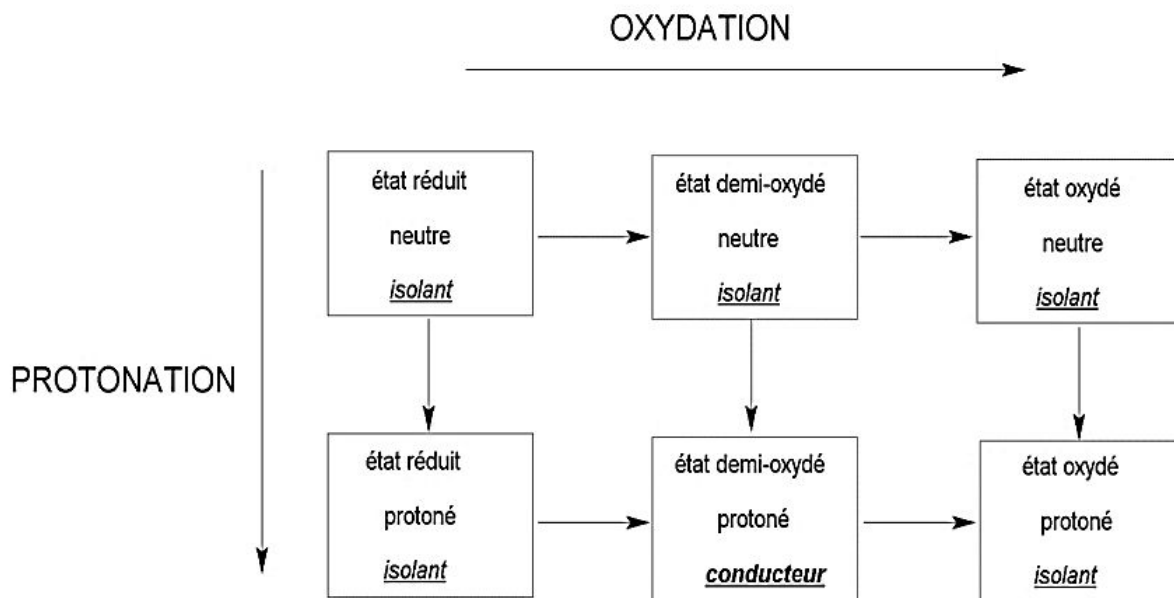 OXYDATION
état réduit
neutre
isolant
état demi-oxydé
neutre
isolant
état oxydé
neutre
isolant
PROTONATION
état réduit
protoné
isolant
état demi-oxydé
protoné
conducteur
état oxydé
protoné
isolant